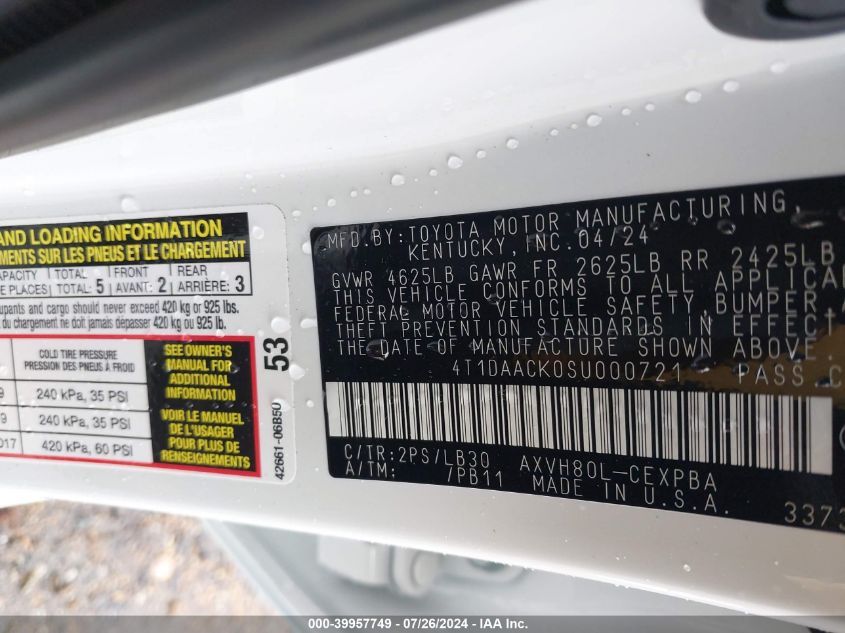 AND LOADING INFORMATION
EMENTS SUR LES PNEUS ET LE CHARGEMENT
APACITY TOTAL FRONT REAR
DE PLACES TOTAL: 5 AVANT: 2 ARRIÈRE: 3
upants and cargo should never exceed 420 kg or 925 lbs.
t du chargement ne doit jamais dépasser 420 kg ou 925 lb.
COLD TIRE PRESSURE
PRESSION DES PNEUS À FROID
9 240 kPa, 35 PSI
9 240 kPa, 35 PSI
017 420 kPa, 60 PSI
SEE OWNER'S
MANUAL FOR
ADDITIONAL
INFORMATION
VOIR LE MANUEL
DE L'USAGER
POUR PLUS DE
RENSEIGNEMENTS
53
42661-06B50
MFD.BY: TOYOTA MOTOR MANUFACTURING,
KENTUCKY, INC. 04/24
GVWR 4625LB GAWR FR 2625LB RR 2425LB
THIS VEHICLE CONFORMS TO ALL APPLICA
FEDERAL MOTOR VEHICLE SAFETY, BUMPER A
THEFT PREVENTION STANDARDS IN EFFECT
THE DATE OF MANUFACTURE SHOWN ABOVE.
4T1DAACK0SU000721 PASS C
C/TR: 2PS/LB30 AXVH80L-CEXPBA
A/TM: /PB11 MADE IN U.S.A.
3373
000-39957749 - 07/26/2024 - IAA Inc.